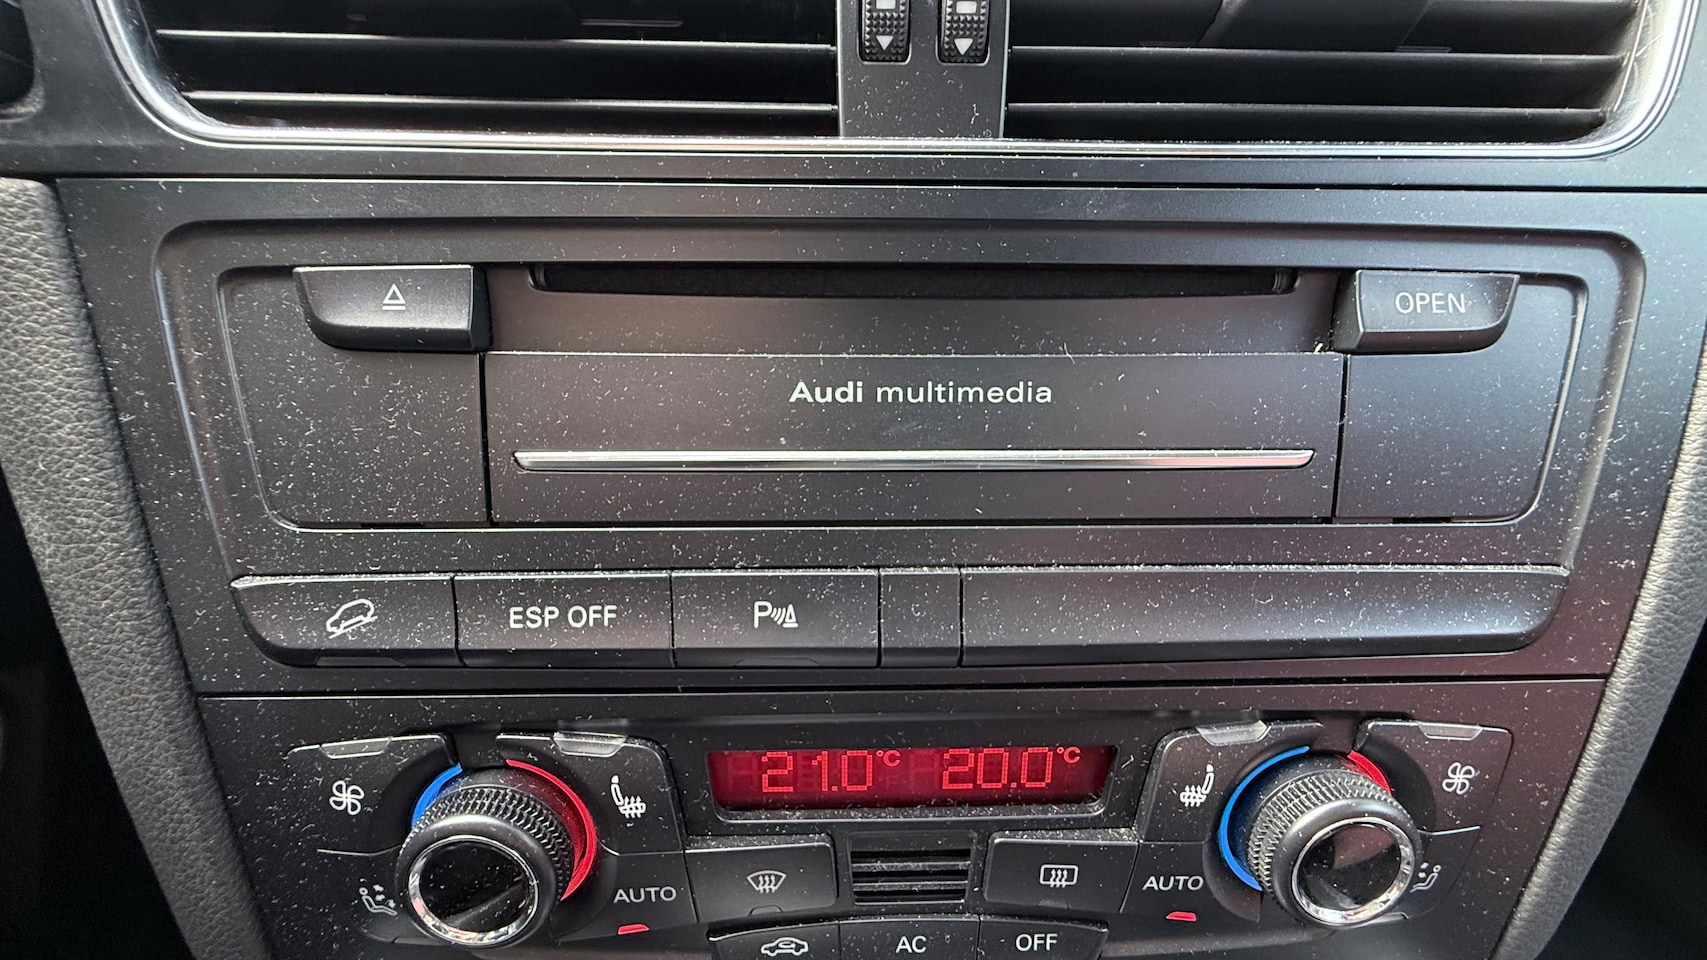 OPEN
Audi multimedia
ESP OFF
P
21.0°C 20.0°C
AUTO
AUTO
AC
OFF